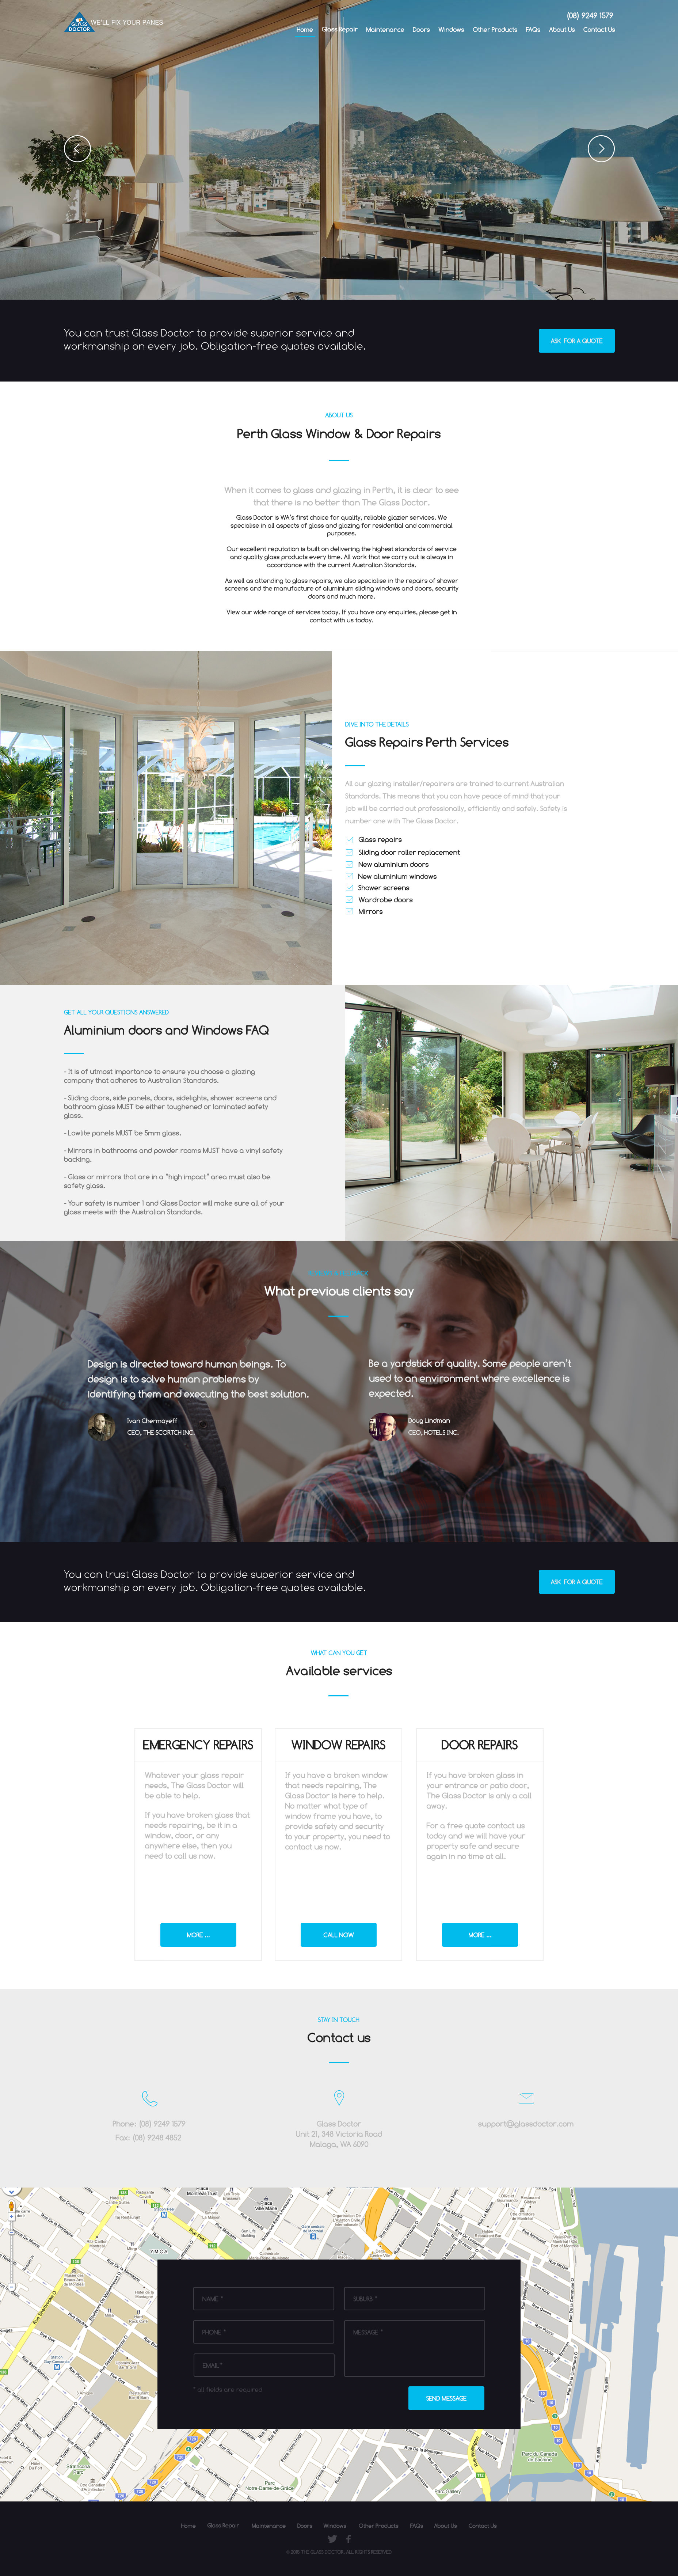 GLASS DOCTOR
WE'LL FIX YOUR PANES
(08) 9249 1579
Home Glass Repair Maintenance Doors Windows Other Products FAQs About Us Contact Us
You can trust Glass Doctor to provide superior service and
workmanship on every job. Obligation-free quotes available.
ASK FOR A QUOTE
ABOUT US
Perth Glass Window & Door Repairs
When it comes to glass and glazing in Perth, it is clear to see
that there is no better than The Glass Doctor.
Glass Doctor is WA's first choice for quality, reliable glazier services. We
specialise in all aspects of glass and glazing for residential and commercial
purposes.
Our excellent reputation is built on delivering the highest standards of service
and quality glass products every time. All work that we carry out is always in
accordance with the current Australian Standards.
As well as attending to glass repairs, we also specialise in the repairs of shower
screens and the manufacture of aluminium sliding windows and doors, security
doors and much more.
View our wide range of services today. If you have any enquiries, please get in
contact with us today.
DIVE INTO THE DETAILS
Glass Repairs Perth Services
All our glazing installer/repairers are trained to current Australian
Standards. This means that you can have peace of mind that your
job will be carried out professionally, efficiently and safely. Safety is
number one with The Glass Doctor.
Glass repairs
Sliding door roller replacement
New aluminium doors
New aluminium windows
Shower screens
Wardrobe doors
Mirrors
GET ALL YOUR QUESTIONS ANSWERED
Aluminium doors and Windows FAQ
- It is of utmost importance to ensure you choose a glazing
company that adheres to Australian Standards.
- Sliding doors, side panels, doors, sidelights, shower screens and
bathroom glass MUST be either toughened or laminated safety
glass.
- Lowlite panels MUST be 5mm glass.
- Mirrors in bathrooms and powder rooms MUST have a vinyl safety
backing.
- Glass or mirrors that are in a "high impact" area must also be
safety glass.
- Your safety is number 1 and Glass Doctor will make sure all of your
glass meets with the Australian Standards.
What previous clients say
Design is directed toward human beings. To
design is to solve human problems by
identifying them and executing the best solution.
Ivan Chermayeff
CEO, THE SCORTCH INC.
Be a yardstick of quality. Some people aren't
used to an environment where excellence is
expected.
Doug Lindman
CEO, HOTELS INC.
You can trust Glass Doctor to provide superior service and
workmanship on every job. Obligation-free quotes available.
ASK FOR A QUOTE
WHAT CAN YOU GET
Available services
EMERGENCY REPAIRS
Whatever your glass repair
needs, The Glass Doctor will
be able to help.
If you have broken glass that
needs repairing, be it in a
window, door, or any
anywhere else, then you
need to call us now.
MORE ...
WINDOW REPAIRS
If you have a broken window
that needs repairing, The
Glass Doctor is here to help.
No matter what type of
window frame you have, to
provide safety and security
to your property, you need to
contact us now.
CALL NOW
DOOR REPAIRS
If you have broken glass in
your entrance or patio door,
The Glass Doctor is only a call
away.
For a free quote contact us
today and we will have your
property safe and secure
again in no time at all.
MORE ...
STAY IN TOUCH
Contact us
Phone: (08) 9249 1579
Fax: (08) 9248 4852
Glass Doctor
Unit 21, 348 Victoria Road
Malaga, WA 6090
support@glassdoctor.com
NAME *
SUBURB *
PHONE *
MESSAGE *
EMAIL *
* all fields are required
SEND MESSAGE
Home Glass Repair Maintenance Doors Windows Other Products FAQs About Us Contact Us